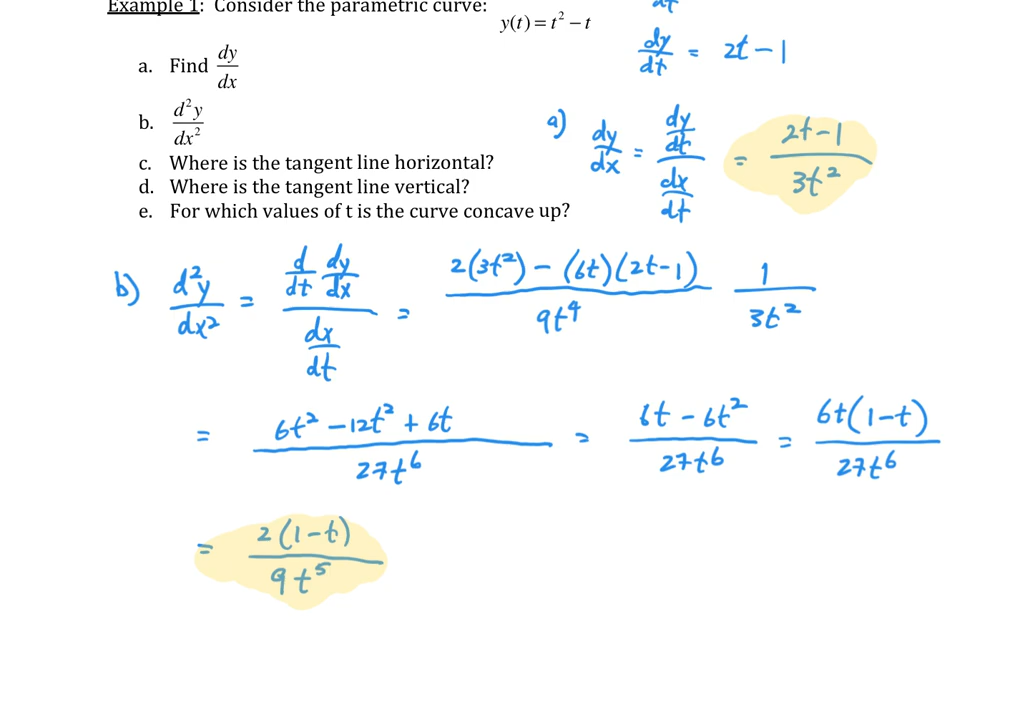 Example 1: Consider the parametric curve:
y(t) = t² − t
dt
dy/dt = 2t − 1
a. Find dy/dx
b. d²y/dx²
c. Where is the tangent line horizontal?
d. Where is the tangent line vertical?
e. For which values of t is the curve concave up?
a) dy/dx = (dy/dt)/(dx/dt) = (2t − 1)/(3t²)
b) d²y/dx² = (d/dt dy/dx)/(dx/dt) = (2(3t²) − (6t)(2t−1))/(9t⁴) 1/(3t²)
= (6t² − 12t² + 6t)/(27t⁶) = (6t − 6t²)/(27t⁶) = (6t(1−t))/(27t⁶)
= (2(1−t))/(9t⁵)